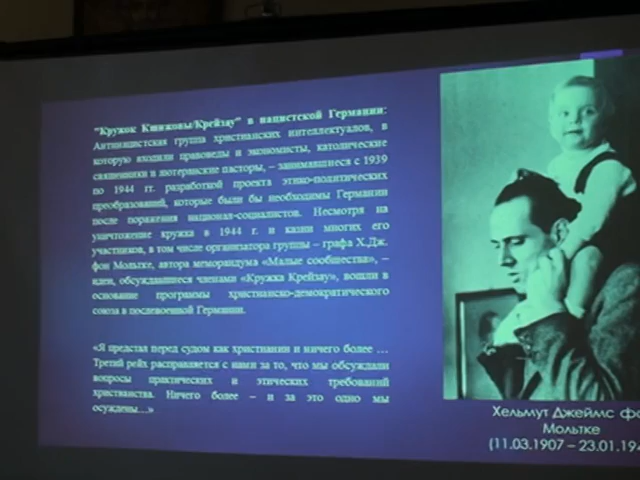 "Кружок Кшижовы/Крейзау" в нацистской Германии:
Антинацистская группа христианских интеллектуалов, в
которую входили правоведы и экономисты, католические
священники и лютеранские пасторы, – занимавшиеся с 1939
по 1944 гг. разработкой проекта этико-политических
преобразований, которые были бы необходимы Германии
после поражения национал-социалистов. Несмотря на
уничтожение кружка в 1944 г. и казни многих его
участников, в том числе организатора группы – графа Х.Дж.
фон Мольтке, автора меморандума «Малые сообщества», –
идеи, обсуждавшиеся членами «Кружка Крейзау», вошли в
основание программы христианско-демократического
союза в послевоенной Германии.
«Я предстал перед судом как христианин и ничего более …
Третий рейх расправляется с нами за то, что мы обсуждали
вопросы практических и этических требований
христианства. Ничего более – и за это одно мы
осуждены...»
Хельмут Джеймс фо
Мольтке
(11.03.1907 – 23.01.194